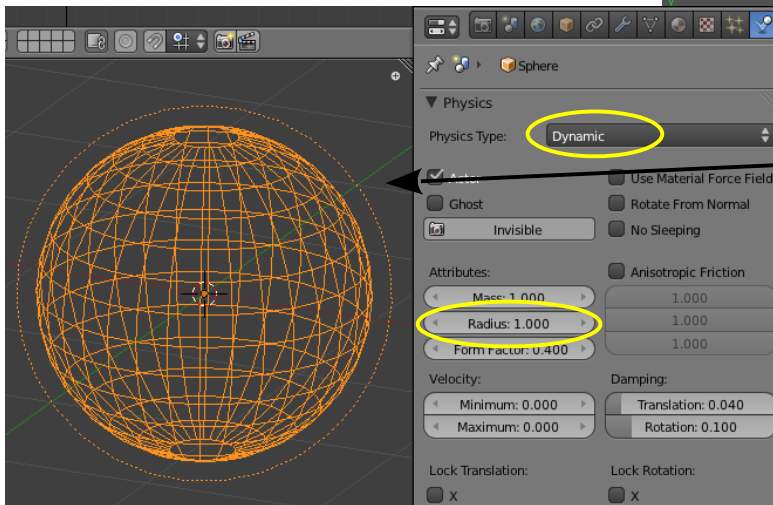 y
Sphere
Physics
Physics Type: Dynamic
Actor Use Material Force Field
Ghost Rotate From Normal
Invisible No Sleeping
Attributes: Anisotropic Friction
Mass: 1.000 1.000
Radius: 1.000 1.000
Form Factor: 0.400 1.000
Velocity: Damping:
Minimum: 0.000 Translation: 0.040
Maximum: 0.000 Rotation: 0.100
Lock Translation: Lock Rotation:
X X